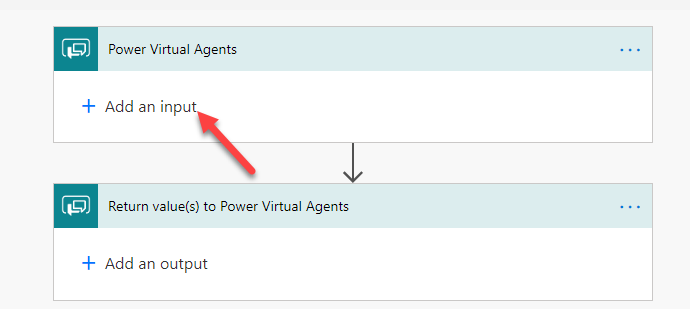 Power Virtual Agents
...
+ Add an input
Return value(s) to Power Virtual Agents
...
+ Add an output